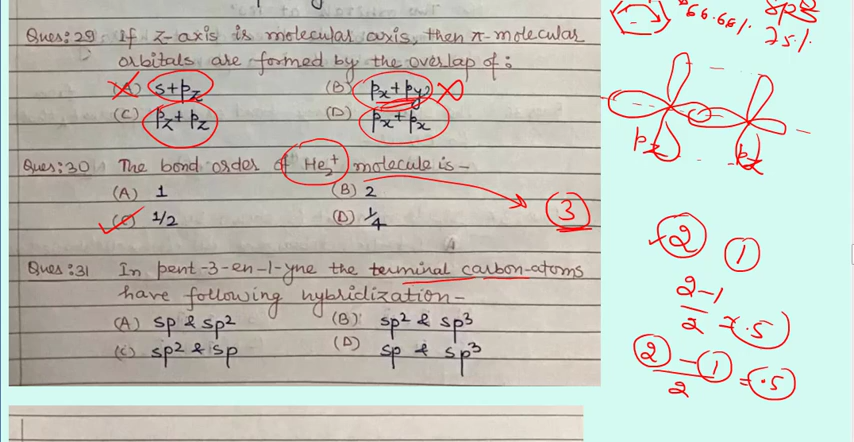 66.66%
sp3
75%
Ques:29 If z-axis is molecular axis, then π-molecular
orbitals are formed by the overlap of:
(A) s+pz (B) px+py
(C) pz+pz (D) px+px
pz pz
Ques:30 The bond order of He2+ molecule is -
(A) 1 (B) 2
(C) 1/2 (D) 1/4
3
2 1
2-1
2 = .5
2 - 1
2 = .5
Ques:31 In pent-3-en-1-yne the terminal carbon-atoms
have following hybridization-
(A) sp & sp2 (B) sp2 & sp3
(C) sp2 & sp (D) sp & sp3